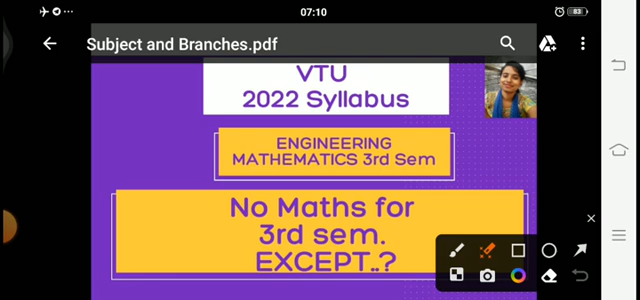 07:10
83
Subject and Branches.pdf
VTU
2022 Syllabus
ENGINEERING
MATHEMATICS 3rd Sem
No Maths for
3rd sem.
EXCEPT..?